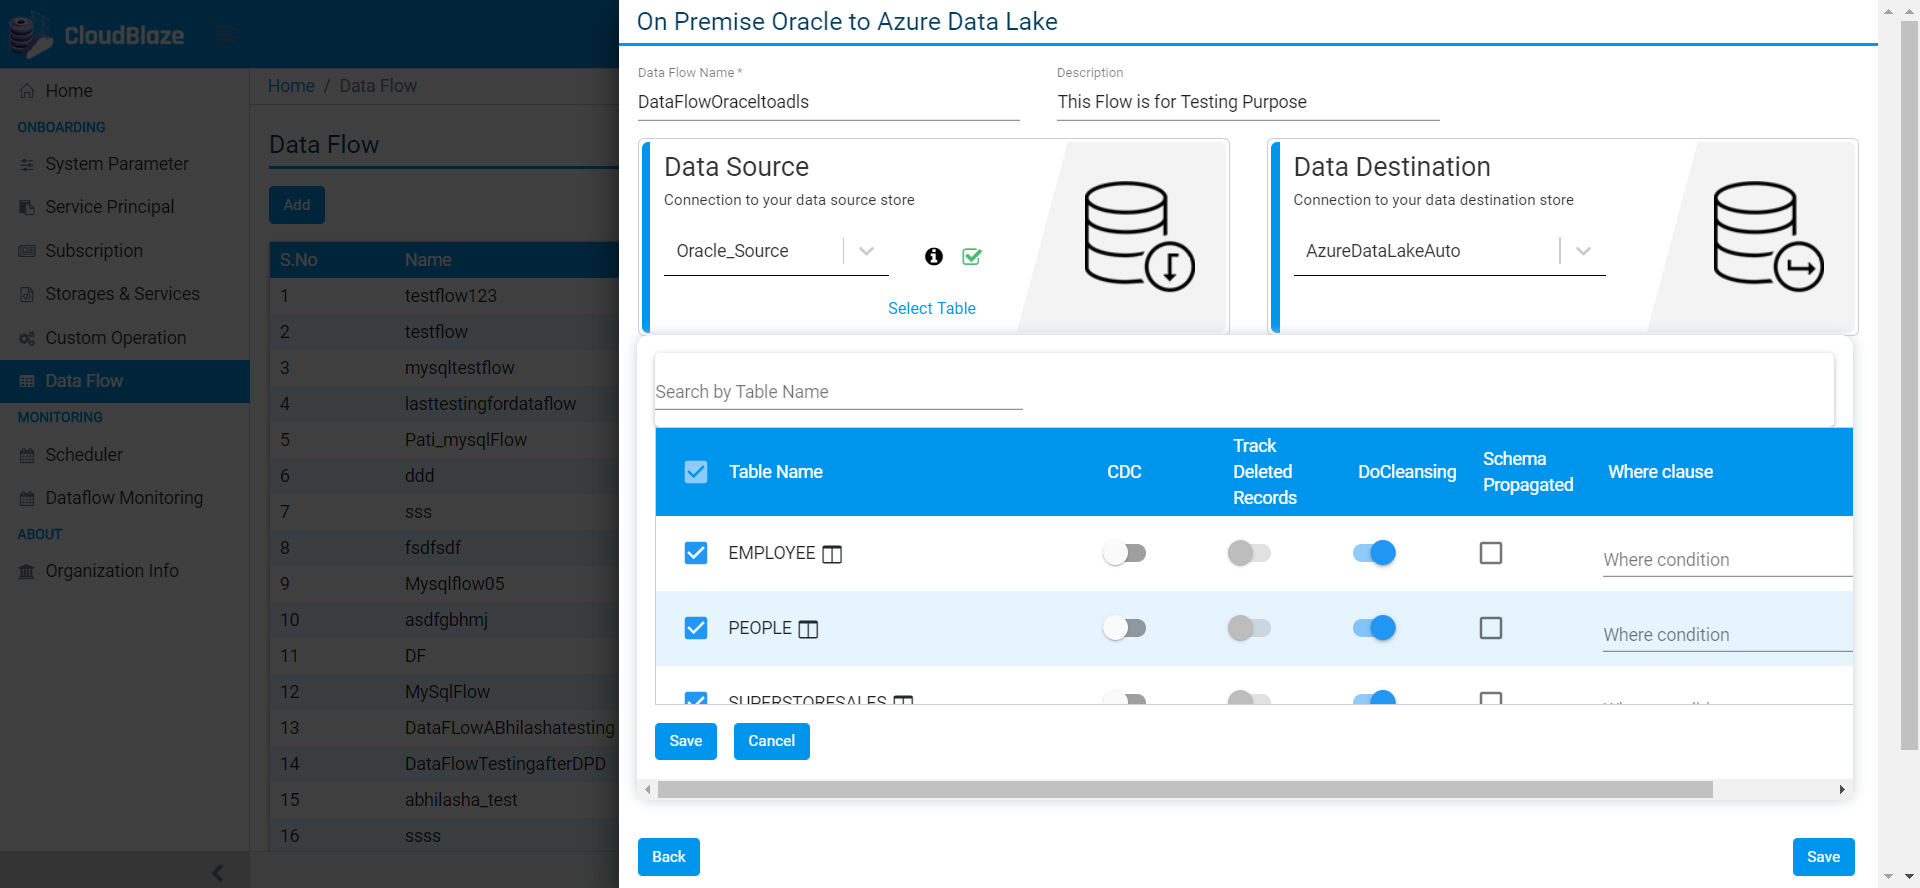 CloudBlaze
Home
ONBOARDING
System Parameter
Service Principal
Subscription
Storages & Services
Custom Operation
Data Flow
MONITORING
Scheduler
Dataflow Monitoring
ABOUT
Organization Info
Home / Data Flow
Data Flow
Add
S.No Name
1 testflow123
2 testflow
3 mysqltestflow
4 lasttestingfordataflow
5 Pati_mysqlFlow
6 ddd
7 sss
8 fsdfsdf
9 Mysqlflow05
10 asdfgbhmj
11 DF
12 MySqlFlow
13 DataFLowABhilashatesting
14 DataFlowTestingafterDPD
15 abhilasha_test
16 ssss
On Premise Oracle to Azure Data Lake
Data Flow Name *
DataFlowOraceltoadls
Description
This Flow is for Testing Purpose
Data Source
Connection to your data source store
Oracle_Source
Select Table
Data Destination
Connection to your data destination store
AzureDataLakeAuto
Search by Table Name
Table Name CDC Track Deleted Records DoCleansing Schema Propagated Where clause
EMPLOYEE Where condition
PEOPLE Where condition
SUPERSTORESALES
Save Cancel
Back Save